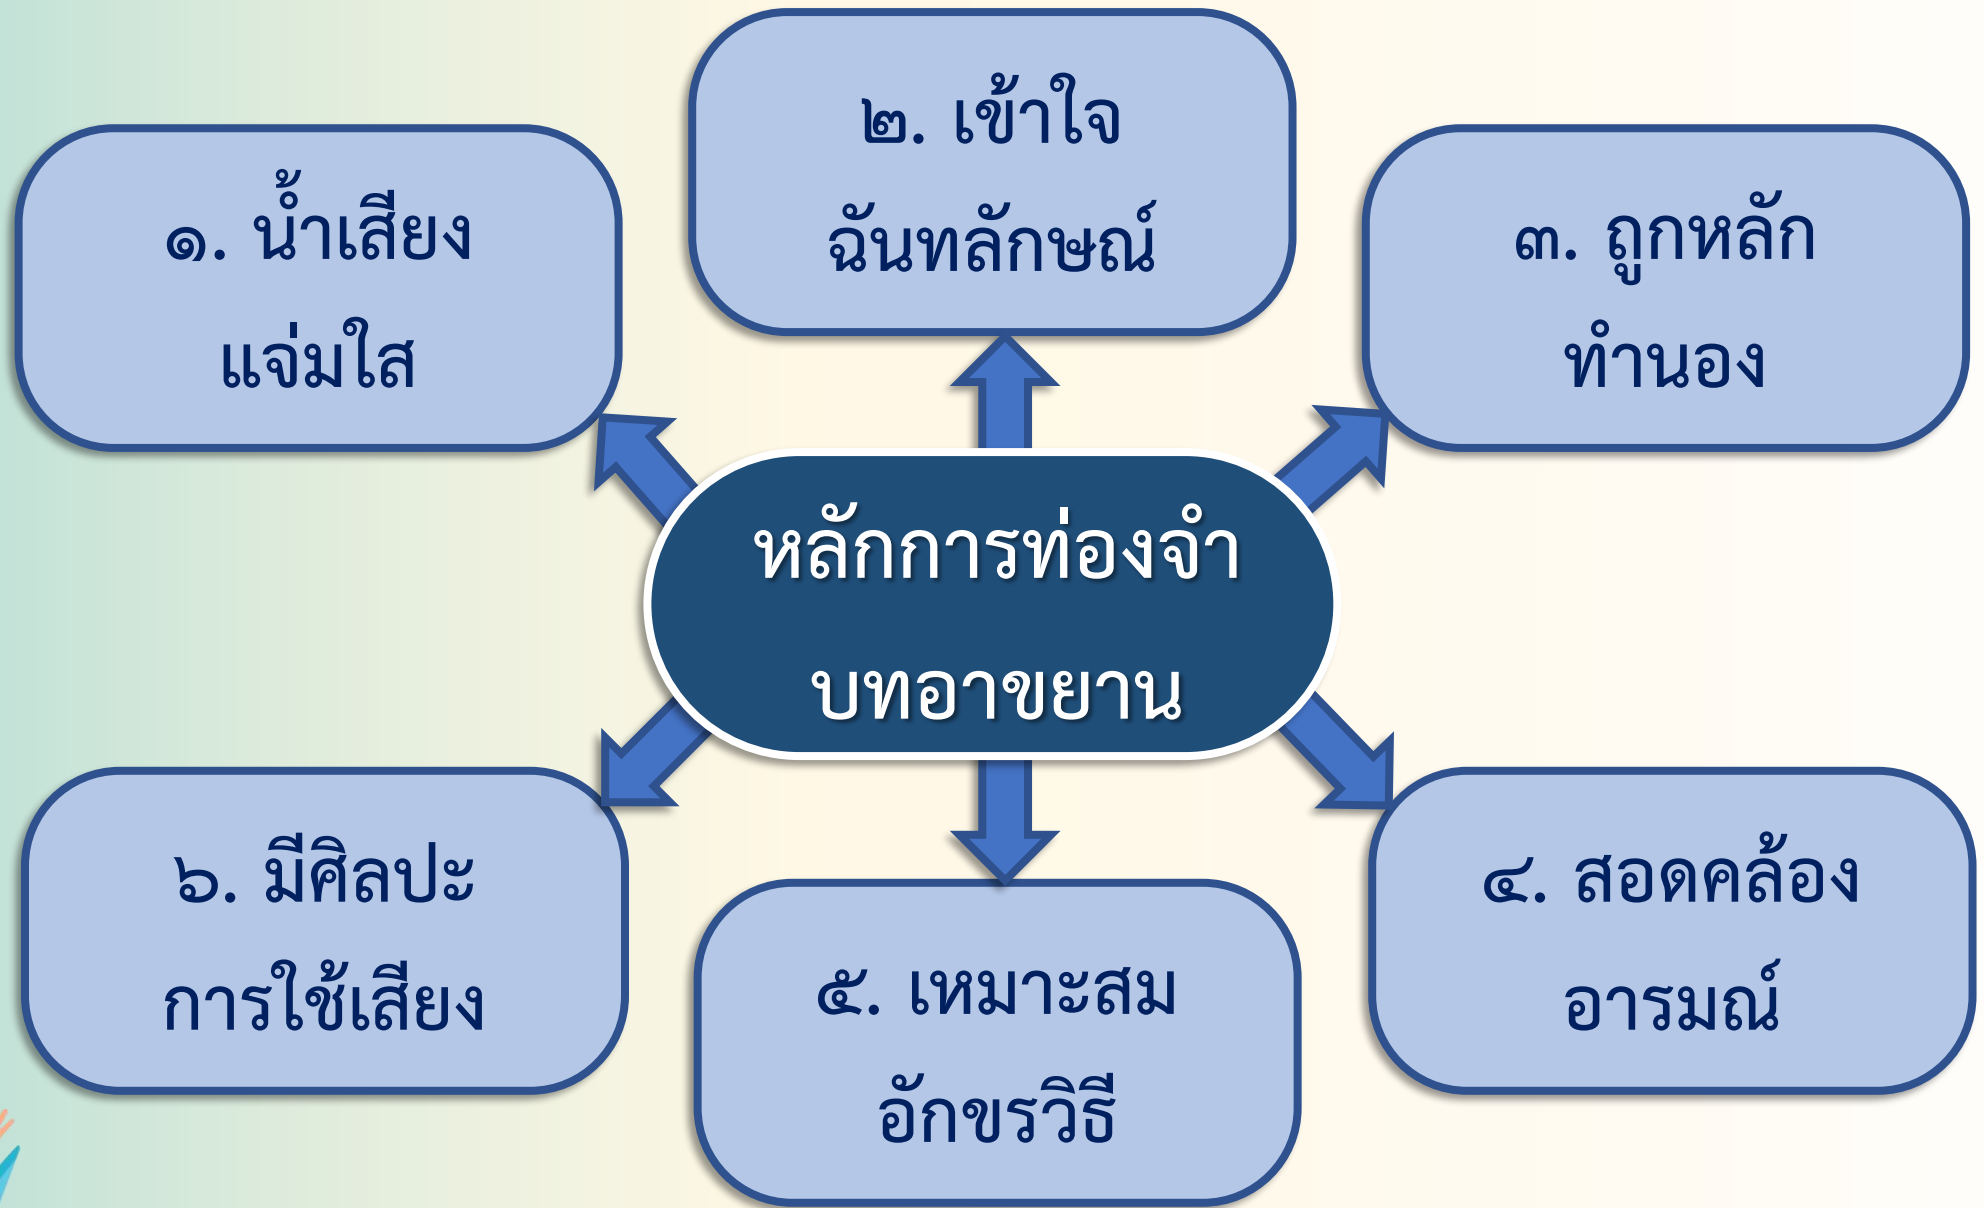 หลักการท่องจำ
บทอาขยาน
๑. น้ำเสียง
แจ่มใส
๒. เข้าใจ
ฉันทลักษณ์
๓. ถูกหลัก
ทำนอง
๔. สอดคล้อง
อารมณ์
๕. เหมาะสม
อักขรวิธี
๖. มีศิลปะ
การใช้เสียง